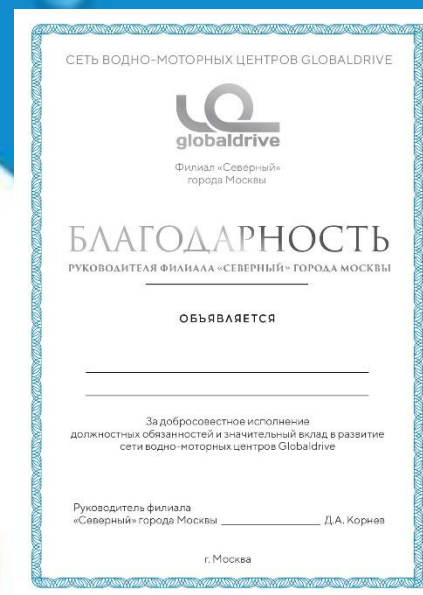 СЕТЬ ВОДНО-МОТОРНЫХ ЦЕНТРОВ GLOBALDRIVE
globaldrive
Филиал «Северный»
города Москвы
БЛАГОДАРНОСТЬ
РУКОВОДИТЕЛЯ ФИЛИАЛА «СЕВЕРНЫЙ» ГОРОДА МОСКВЫ
ОБЪЯВЛЯЕТСЯ
За добросовестное исполнение
должностных обязанностей и значительный вклад в развитие
сети водно-моторных центров Globaldrive
Руководитель филиала
«Северный» города Москвы ____________ Д.А. Корнев
г. Москва